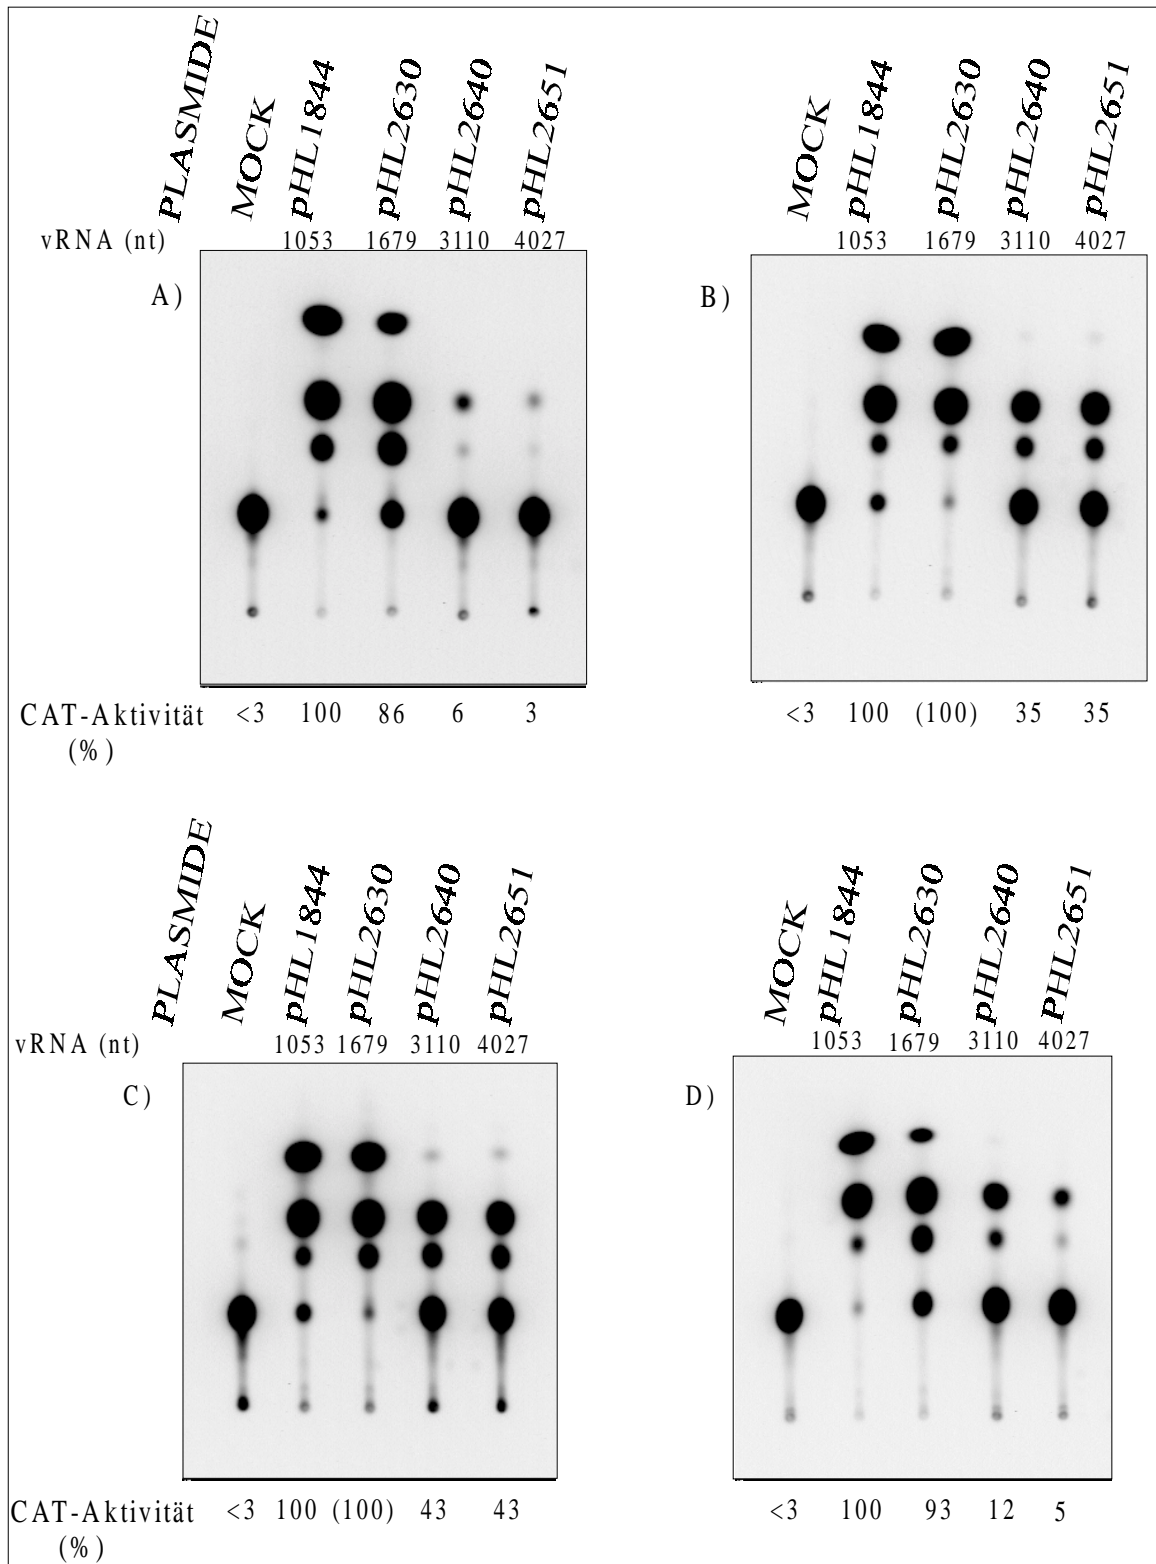 PLASMIDE MOCK pHL1844 pHL2630 pHL2640 pHL2651
vRNA (nt) 1053 1679 3110 4027
A)
CAT-Aktivität <3 100 86 6 3
(%)
MOCK pHL1844 pHL2630 pHL2640 pHL2651
1053 1679 3110 4027
B)
<3 100 (100) 35 35
PLASMIDE MOCK pHL1844 pHL2630 pHL2640 pHL2651
vRNA (nt) 1053 1679 3110 4027
C)
CAT-Aktivität <3 100 (100) 43 43
(%)
MOCK pHL1844 pHL2630 pHL2640 PHL2651
1053 1679 3110 4027
D)
<3 100 93 12 5